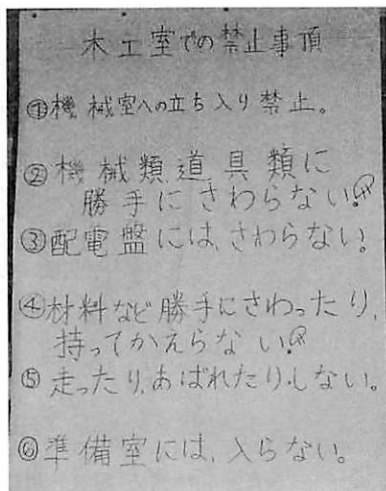 木工室での禁止事項
①機械室への立ち入り禁止。
②機械類道具類に
勝手にさわらない。
③配電盤には、さわらない。
④材料など勝手にさわったり、
持ってかえらない。
⑤走ったり、あばれたりしない。
⑥準備室には、入らない。